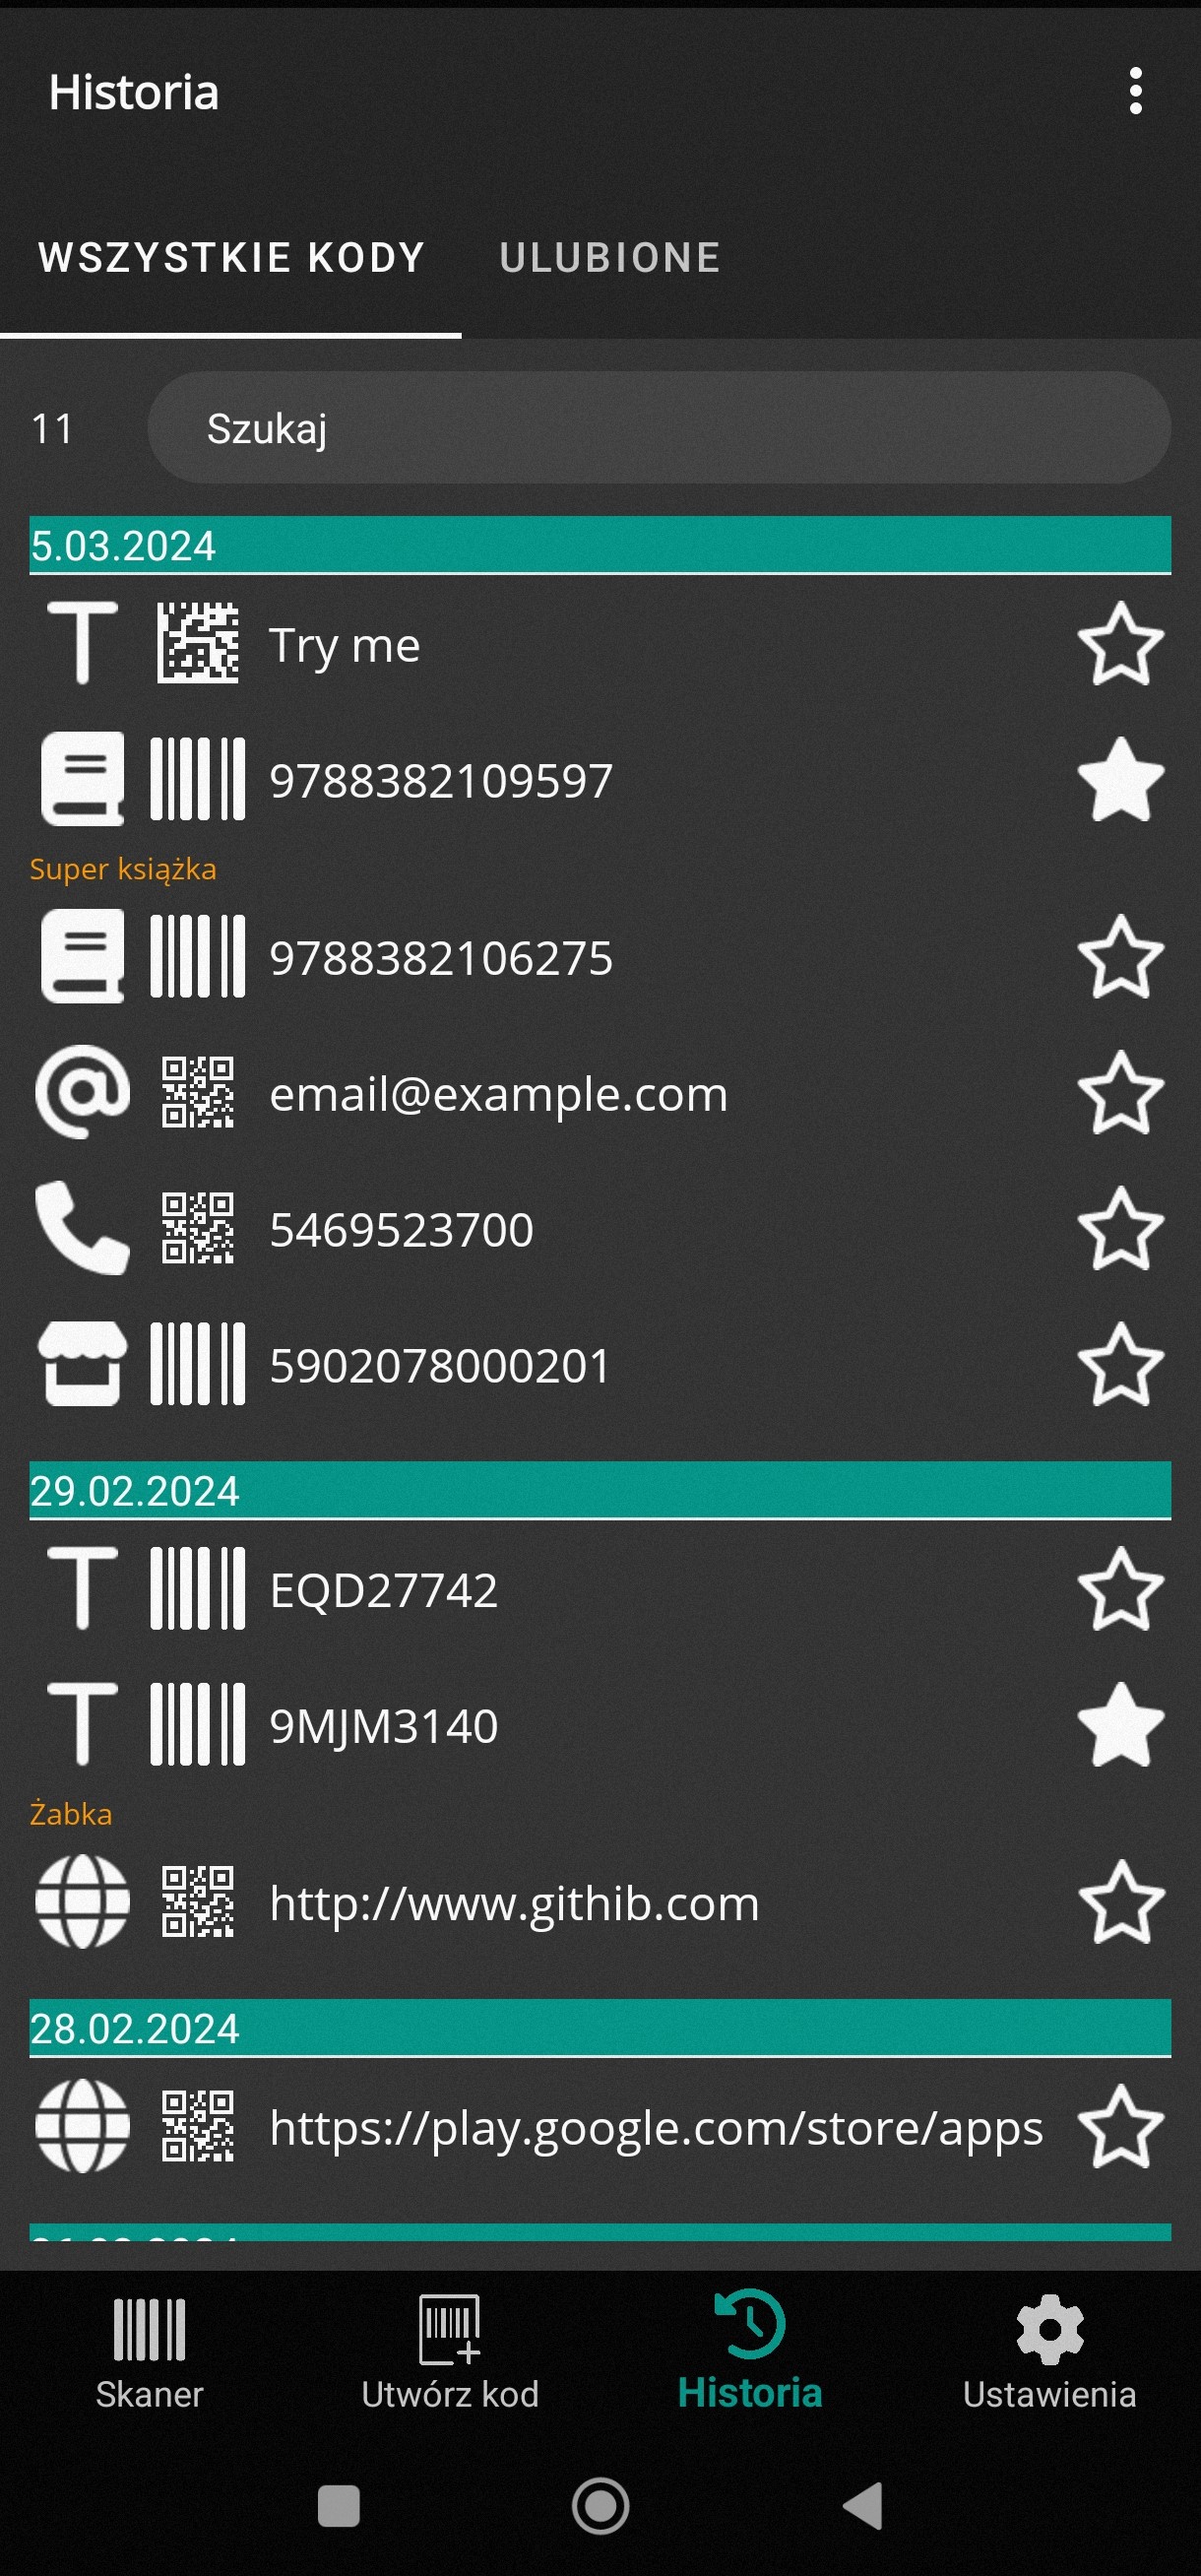 Historia
WSZYSTKIE KODY ULUBIONE
11 Szukaj
5.03.2024
Try me
9788382109597
Super książka
9788382106275
email@example.com
5469523700
5902078000201
29.02.2024
EQD27742
9MJM3140
Żabka
http://www.githib.com
28.02.2024
https://play.google.com/store/apps
Skaner Utwórz kod Historia Ustawienia